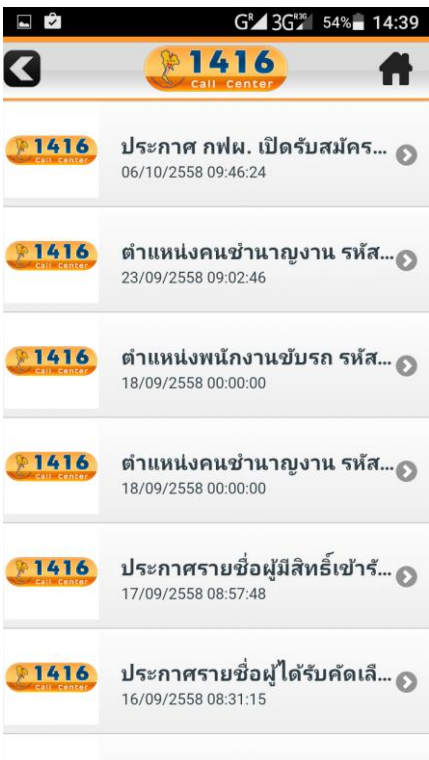 G R 3G R3G 54% 14:39
1416
Call Center
1416
Call Center
ประกาศ กฟผ. เปิดรับสมัคร...
06/10/2558 09:46:24
1416
Call Center
ตำแหน่งคนชำนาญงาน รหัส...
23/09/2558 09:02:46
1416
Call Center
ตำแหน่งพนักงานขับรถ รหัส...
18/09/2558 00:00:00
1416
Call Center
ตำแหน่งคนชำนาญงาน รหัส...
18/09/2558 00:00:00
1416
Call Center
ประกาศรายชื่อผู้มีสิทธิ์เข้ารั...
17/09/2558 08:57:48
1416
Call Center
ประกาศรายชื่อผู้ได้รับคัดเลื...
16/09/2558 08:31:15